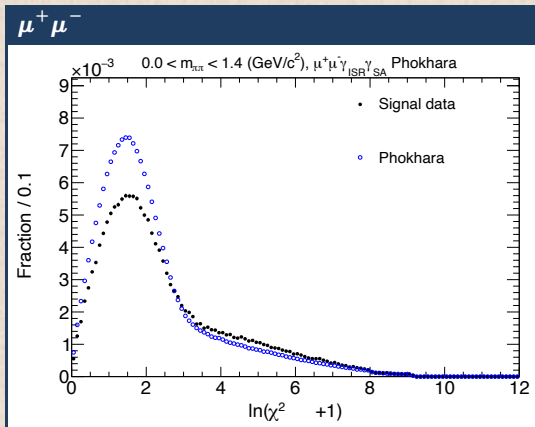 μ⁺μ⁻
×10⁻³ 0.0 < m_ππ < 1.4 (GeV/c²), μ⁺μ⁻γ_ISR γ_SA Phokhara
Signal data
Phokhara
Fraction / 0.1
9
8
7
6
5
4
3
2
1
0
0 2 4 6 8 10 12
ln(χ² +1)